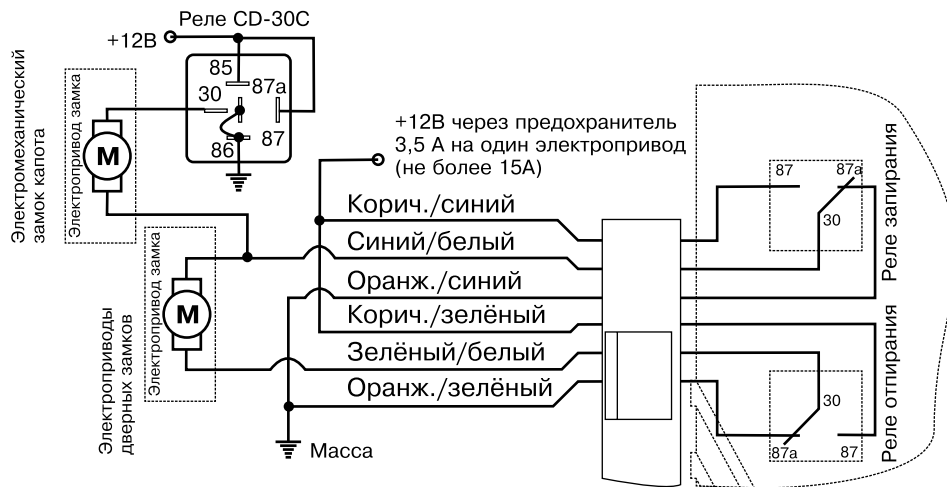 Реле CD-30C
+12В
85
87а
30
86
87
М
Электропривод замка
Электромеханический
замок капота
+12В через предохранитель
3,5 А на один электропривод
(не более 15А)
Корич./синий
Синий/белый
Оранж./синий
Корич./зелёный
Зелёный/белый
Оранж./зелёный
М
Электропривод замка
Электроприводы
дверных замков
Масса
87
87а
30
Реле запирания
30
87а
87
Реле отпирания